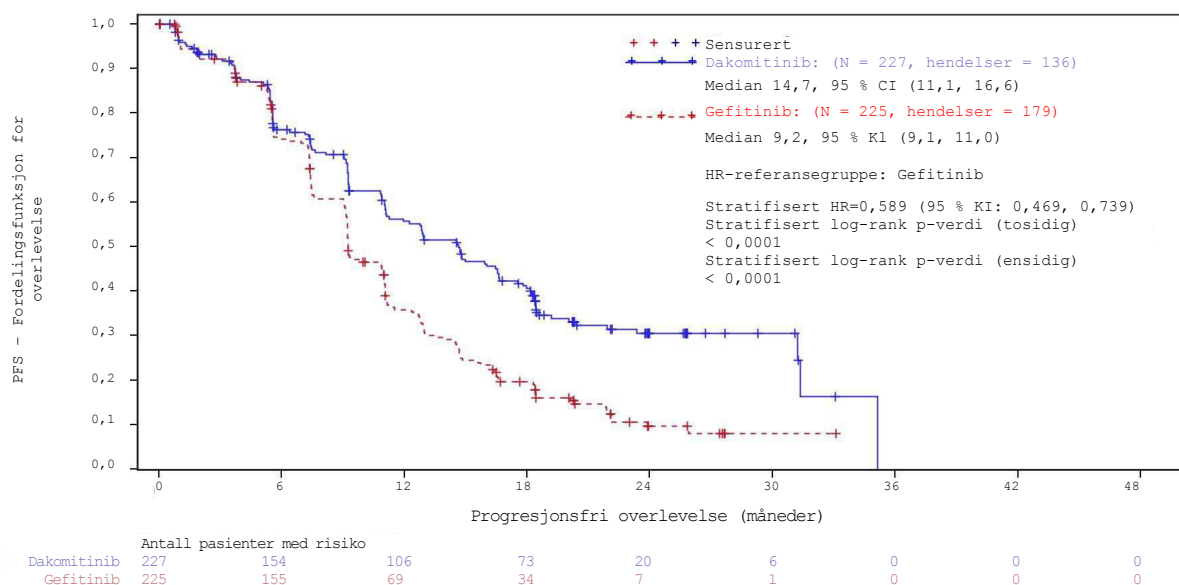 1,0
0,9
0,8
0,7
0,6
0,5
0,4
0,3
0,2
0,1
0,0
PFS – Fordelingsfunksjon for
overlevelse
Sensurert
Dakomitinib: (N = 227, hendelser = 136)
Median 14,7, 95 % CI (11,1, 16,6)
Gefitinib: (N = 225, hendelser = 179)
Median 9,2, 95 % Kl (9,1, 11,0)
HR-referansegruppe: Gefitinib
Stratifisert HR=0,589 (95 % KI: 0,469, 0,739)
Stratifisert log-rank p-verdi (tosidig)
< 0,0001
Stratifisert log-rank p-verdi (ensidig)
< 0,0001
0 6 12 18 24 30 36 42 48
Progresjonsfri overlevelse (måneder)
Antall pasienter med risiko
Dakomitinib 227 154 106 73 20 6 0 0 0
Gefitinib 225 155 69 34 7 1 0 0 0